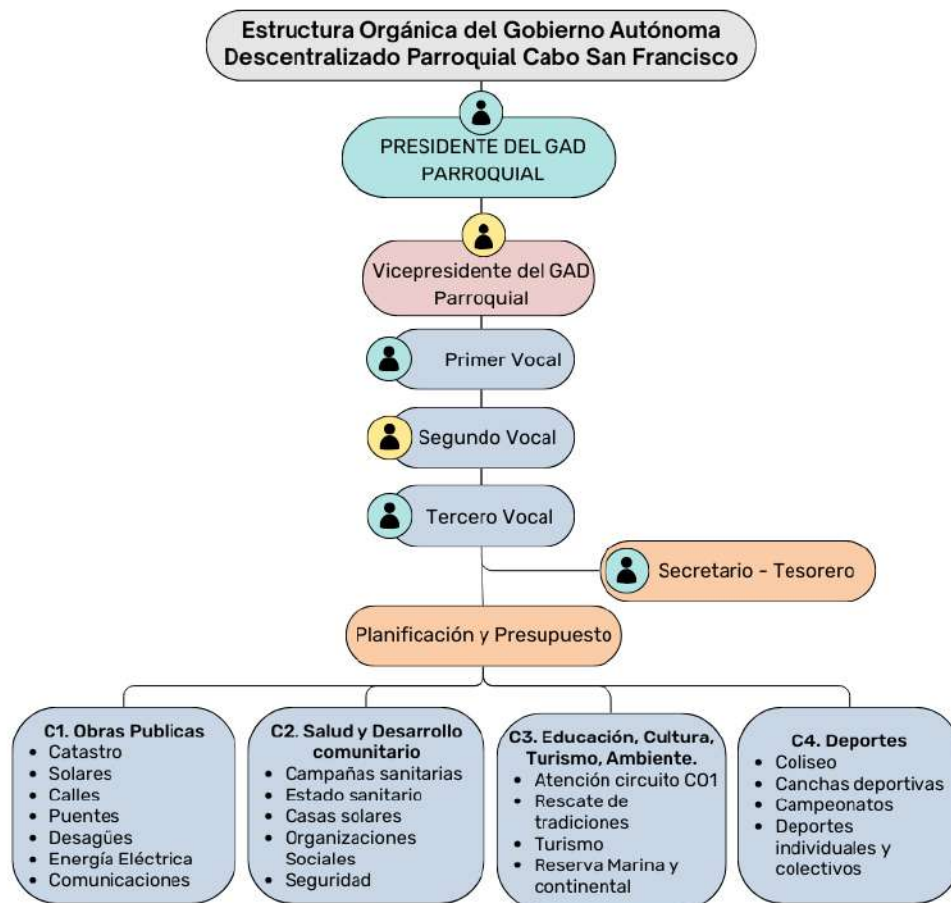 Estructura Orgánica del Gobierno Autónoma
Descentralizado Parroquial Cabo San Francisco
PRESIDENTE DEL GAD
PARROQUIAL
Vicepresidente del GAD
Parroquial
Primer Vocal
Segundo Vocal
Tercero Vocal
Secretario - Tesorero
Planificación y Presupuesto
C1. Obras Publicas
• Catastro
• Solares
• Calles
• Puentes
• Desagües
• Energía Eléctrica
• Comunicaciones
C2. Salud y Desarrollo
comunitario
• Campañas sanitarias
• Estado sanitario
• Casas solares
• Organizaciones
Sociales
• Seguridad
C3. Educación, Cultura,
Turismo, Ambiente.
• Atención circuito CO1
• Rescate de
tradiciones
• Turismo
• Reserva Marina y
continental
C4. Deportes
• Coliseo
• Canchas deportivas
• Campeonatos
• Deportes
individuales y
colectivos